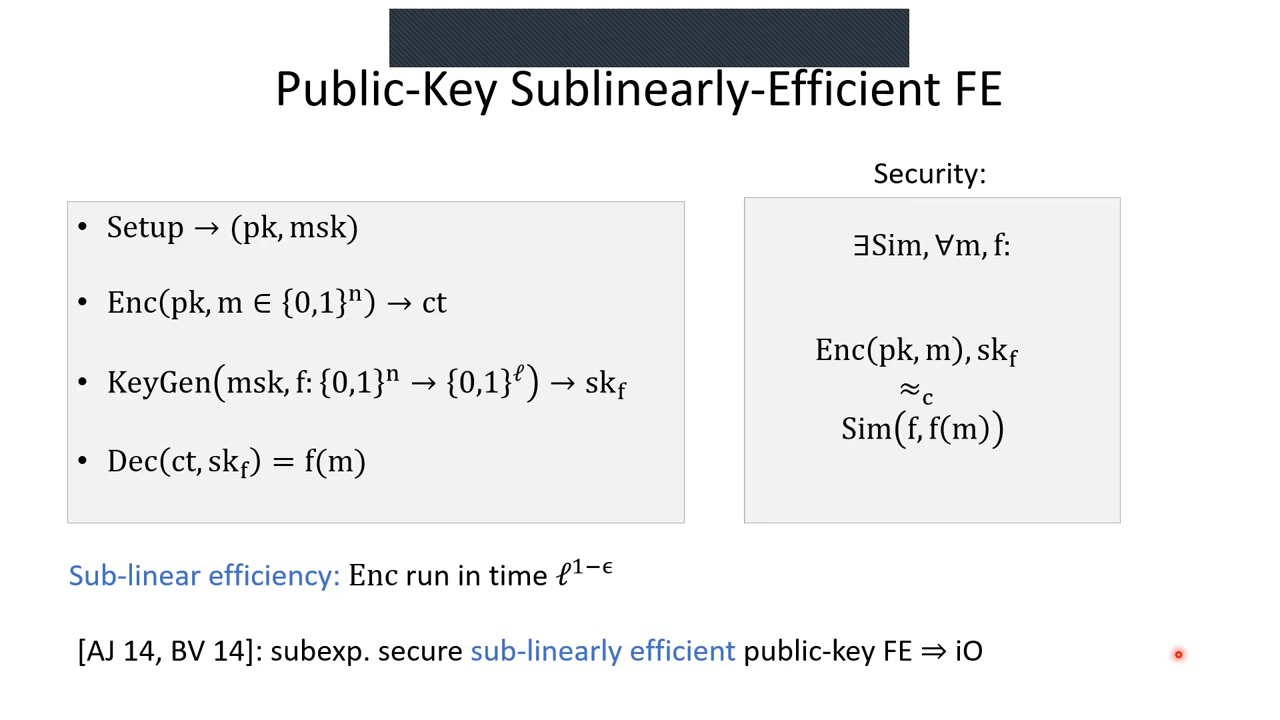 Public-Key Sublinearly-Efficient FE
Security:
• Setup → (pk, msk)
• Enc(pk, m ∈ {0,1}ⁿ) → ct
• KeyGen(msk, f: {0,1}ⁿ → {0,1}^ℓ) → sk_f
• Dec(ct, sk_f) = f(m)
∃Sim, ∀m, f:
Enc(pk, m), sk_f
≈_c
Sim(f, f(m))
Sub-linear efficiency: Enc run in time ℓ^{1−ϵ}
[AJ 14, BV 14]: subexp. secure sub-linearly efficient public-key FE ⇒ iO